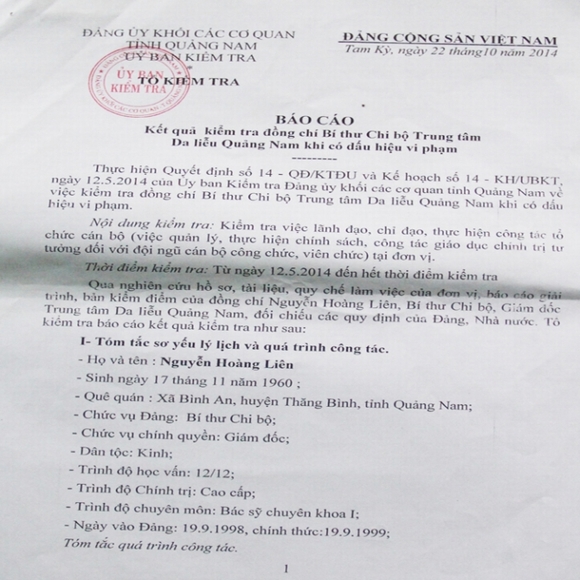 ĐẢNG ỦY KHỐI CÁC CƠ QUAN
TỈNH QUẢNG NAM
UỶ BAN KIỂM TRA
TỔ KIỂM TRA
ỦY BAN
KIỂM TRA
ĐẢNG CỘNG SẢN VIỆT NAM
Tam Kỳ, ngày 22 tháng10 năm 2014
BÁO CÁO
Kết quả kiểm tra đồng chí Bí thư Chi bộ Trung tâm
Da liễu Quảng Nam khi có dấu hiệu vi phạm
Thực hiện Quyết định số 14 - QĐ/KTĐU và Kế hoạch số 14 - KH/UBKT,
ngày 12.5.2014 của Ủy ban Kiểm tra Đảng ủy khối các cơ quan tỉnh Quảng Nam về
việc kiểm tra đồng chí Bí thư Chi bộ Trung tâm Da liễu Quảng Nam khi có dấu
hiệu vi phạm.
Nội dung kiểm tra: Kiểm tra việc lãnh đạo, chỉ đạo, thực hiện công tác tổ
chức cán bộ (việc quản lý, thực hiện chính sách, công tác giáo dục chính trị tư
tưởng đối với đội ngũ cán bộ công chức, viên chức) tại đơn vị.
Thời điểm kiểm tra: Từ ngày 12.5.2014 đến hết thời điểm kiểm tra
Qua nghiên cứu hồ sơ, tài liệu, quy chế làm việc của đơn vị, báo cáo giải
trình, bản kiểm điểm của đồng chí Nguyễn Hoàng Liên, Bí thư Chi bộ, Giám đốc
Trung tâm Da liễu Quảng Nam, đối chiếu các quy định của Đảng, Nhà nước. Tổ
kiểm tra báo cáo kết quả kiểm tra như sau:
I- Tóm tắc sơ yếu lý lịch và quá trình công tác.
- Họ và tên : Nguyễn Hoàng Liên
- Sinh ngày 17 tháng 11 năm 1960 ;
- Quê quán : Xã Bình An, huyện Thăng Bình, tỉnh Quảng Nam;
- Chức vụ Đảng: Bí thư Chi bộ;
- Chức vụ chính quyền: Giám đốc;
- Dân tộc: Kinh;
- Trình độ học vấn: 12/12;
- Trình độ Chính trị: Cao cấp;
- Trình độ chuyên môn: Bác sỹ chuyên khoa I;
- Ngày vào Đảng: 19.9.1998, chính thức:19.9.1999;
Tóm tắc quá trình công tác.
1